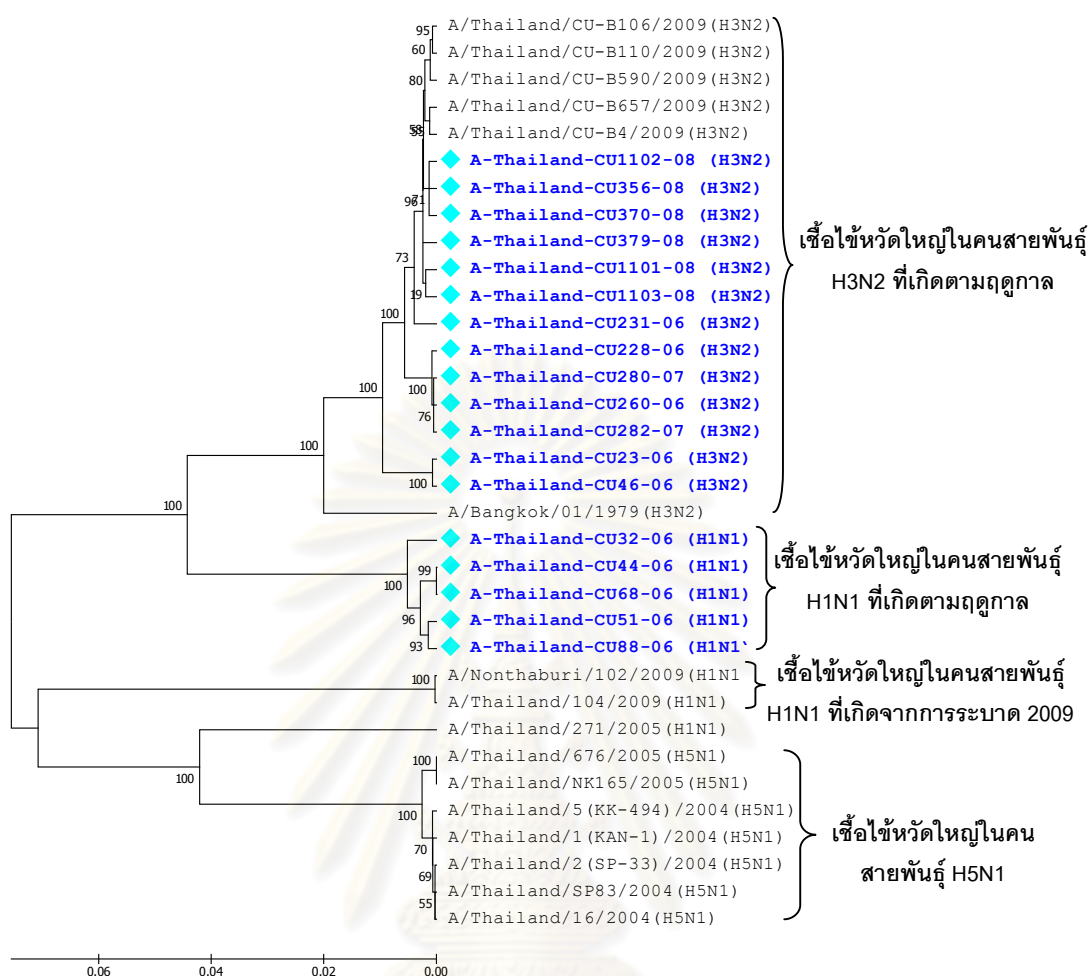 A/Thailand/CU-B106/2009(H3N2)
A/Thailand/CU-B110/2009(H3N2)
A/Thailand/CU-B590/2009(H3N2)
A/Thailand/CU-B657/2009(H3N2)
A/Thailand/CU-B4/2009(H3N2)
A-Thailand-CU1102-08 (H3N2)
A-Thailand-CU356-08 (H3N2)
A-Thailand-CU370-08 (H3N2)
A-Thailand-CU379-08 (H3N2)
A-Thailand-CU1101-08 (H3N2)
A-Thailand-CU1103-08 (H3N2)
A-Thailand-CU231-06 (H3N2)
A-Thailand-CU228-06 (H3N2)
A-Thailand-CU280-07 (H3N2)
A-Thailand-CU260-06 (H3N2)
A-Thailand-CU282-07 (H3N2)
A-Thailand-CU23-06 (H3N2)
A-Thailand-CU46-06 (H3N2)
A/Bangkok/01/1979(H3N2)
เชื้อไข้หวัดใหญ่ในคนสายพันธุ์
H3N2 ที่เกิดตามฤดูกาล
A-Thailand-CU32-06 (H1N1)
A-Thailand-CU44-06 (H1N1)
A-Thailand-CU68-06 (H1N1)
A-Thailand-CU51-06 (H1N1)
A-Thailand-CU88-06 (H1N1`
เชื้อไข้หวัดใหญ่ในคนสายพันธุ์
H1N1 ที่เกิดตามฤดูกาล
A/Nonthaburi/102/2009(H1N1
A/Thailand/104/2009(H1N1)
เชื้อไข้หวัดใหญ่ในคนสายพันธุ์
H1N1 ที่เกิดจากการระบาด 2009
A/Thailand/271/2005(H1N1)
A/Thailand/676/2005(H5N1)
A/Thailand/NK165/2005(H5N1)
A/Thailand/5(KK-494)/2004(H5N1)
A/Thailand/1(KAN-1)/2004(H5N1)
A/Thailand/2(SP-33)/2004(H5N1)
A/Thailand/SP83/2004(H5N1)
A/Thailand/16/2004(H5N1)
เชื้อไข้หวัดใหญ่ในคน
สายพันธุ์ H5N1
95
60
80
96
73
19
100
100
76
100
100
100
100
100
99
96
93
100
100
100
100
70
69
55
0.06 0.04 0.02 0.00